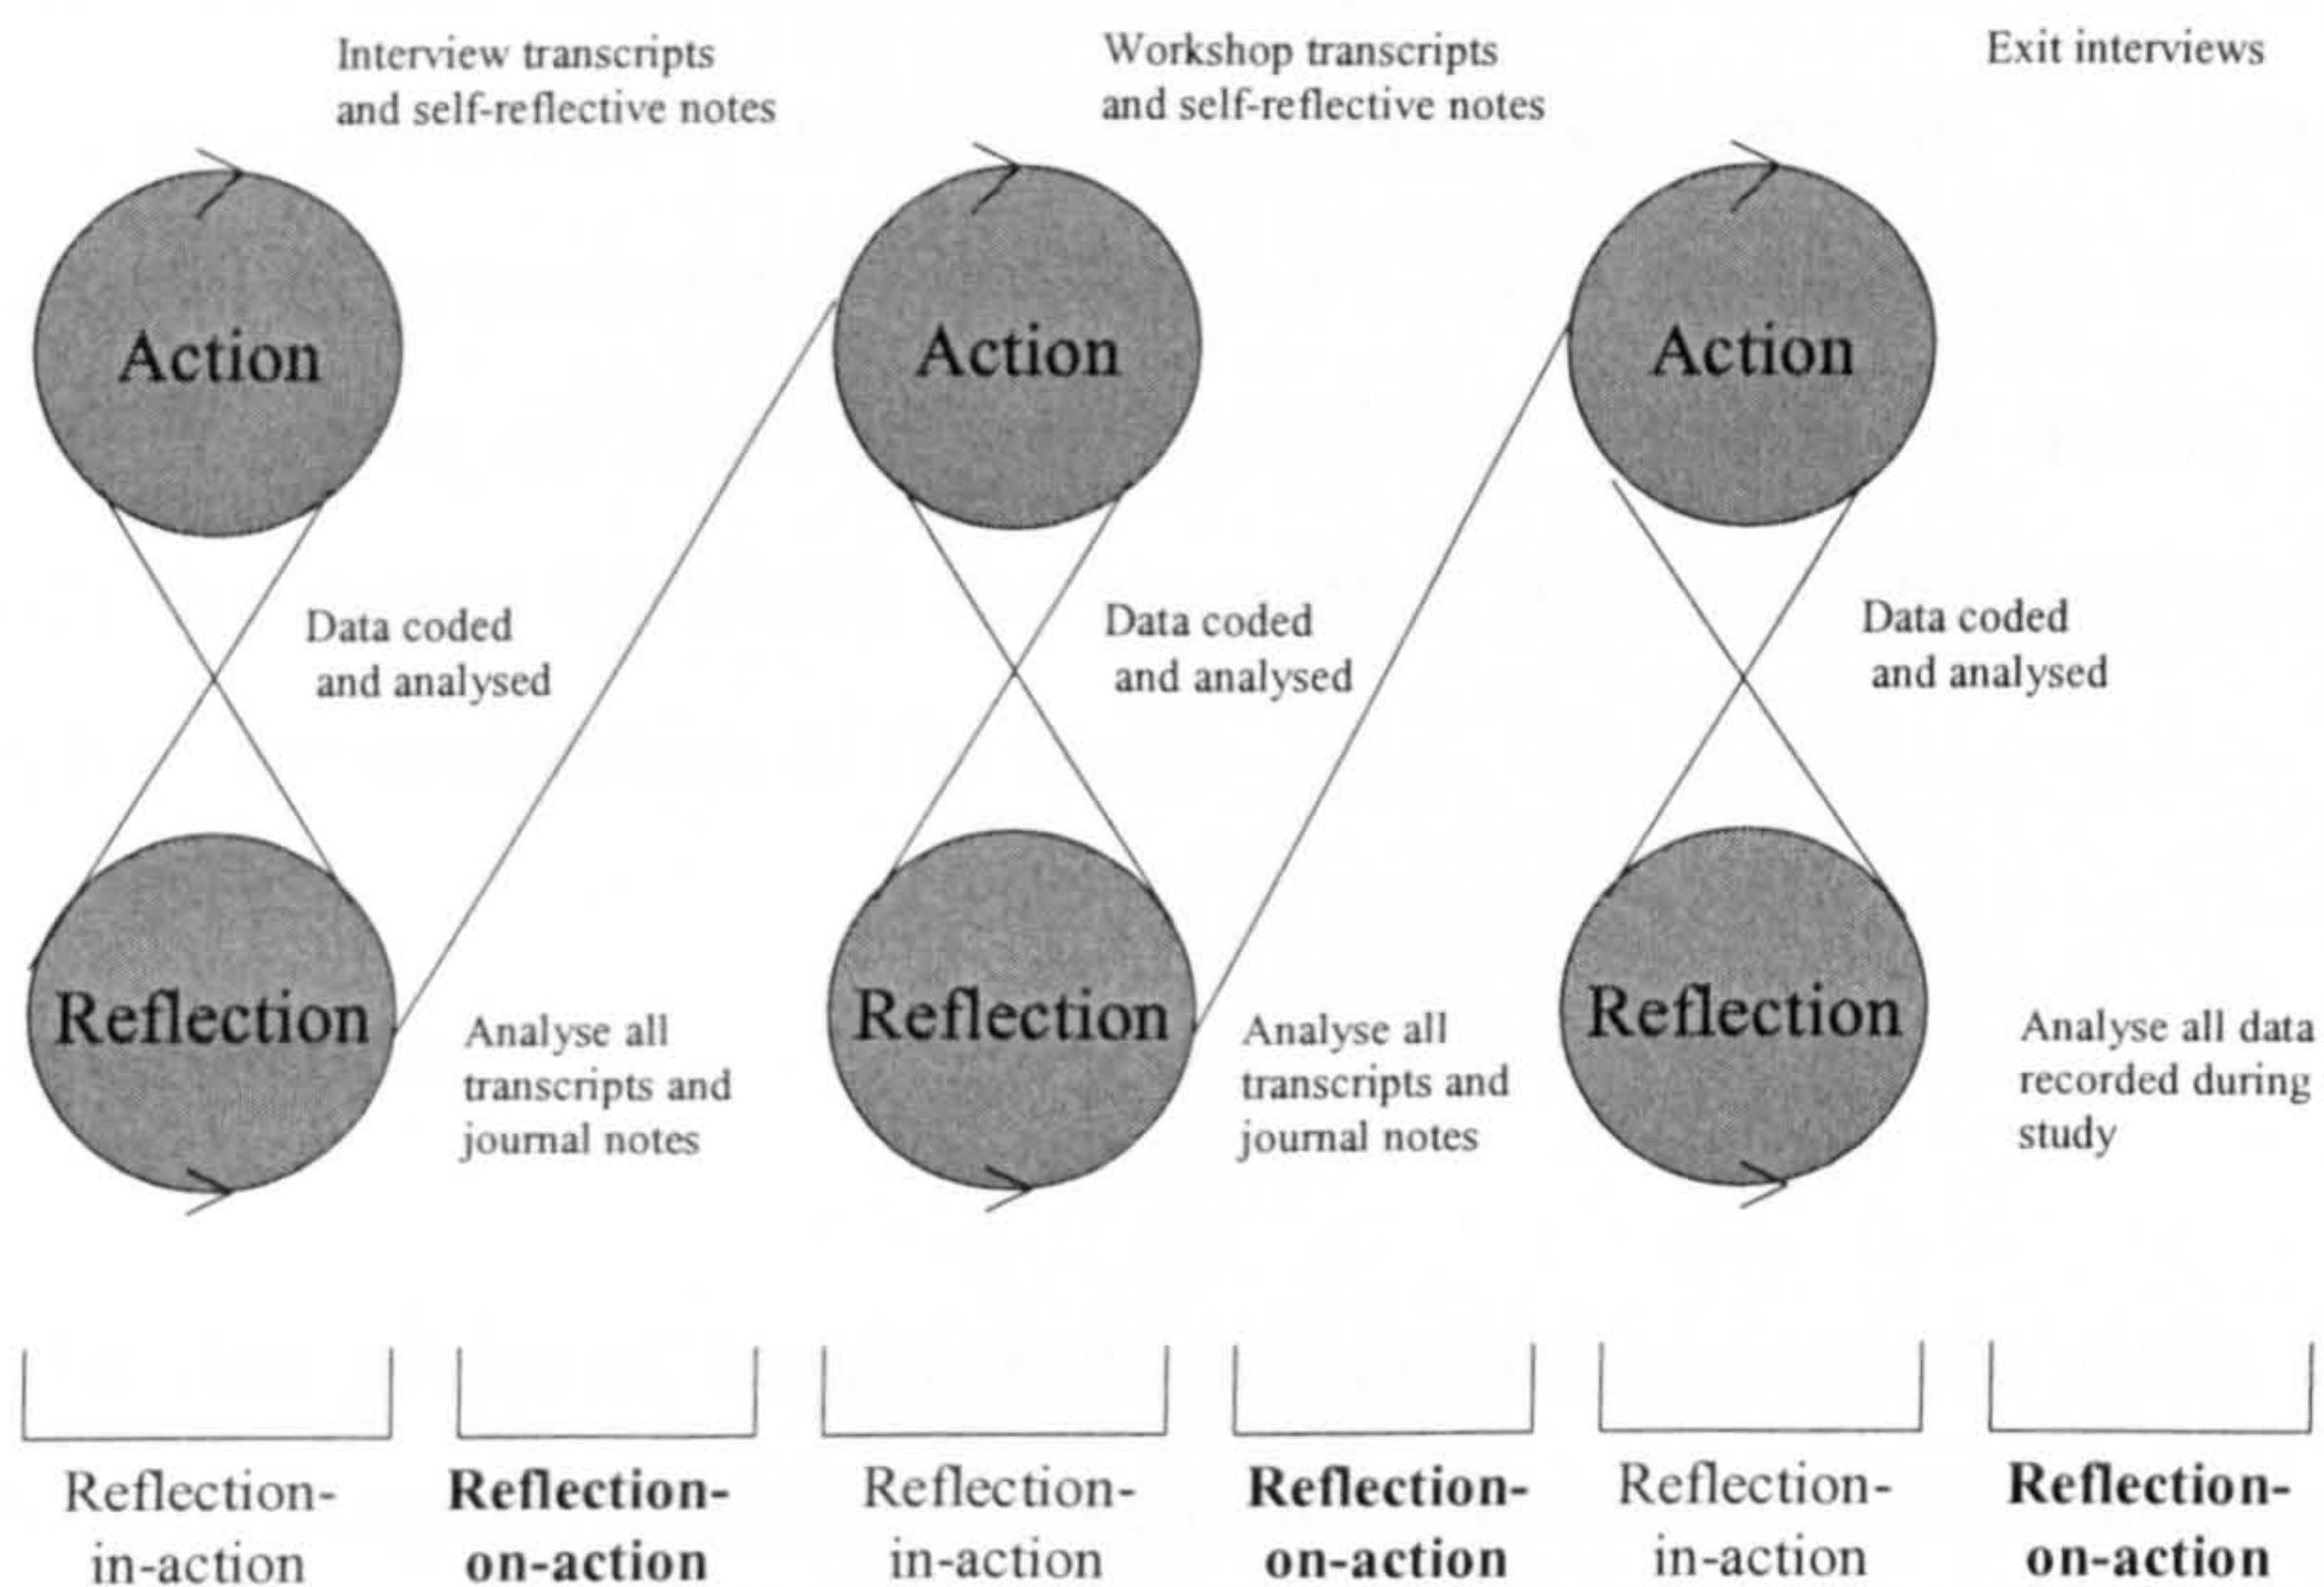 Interview transcripts
and self-reflective notes
Workshop transcripts
and self-reflective notes
Exit interviews
Action
Action
Action
Data coded
and analysed
Data coded
and analysed
Data coded
and analysed
Reflection
Reflection
Reflection
Analyse all
transcripts and
journal notes
Analyse all
transcripts and
journal notes
Analyse all data
recorded during
study
Reflection-
in-action
Reflection-
on-action
Reflection-
in-action
Reflection-
on-action
Reflection-
in-action
Reflection-
on-action